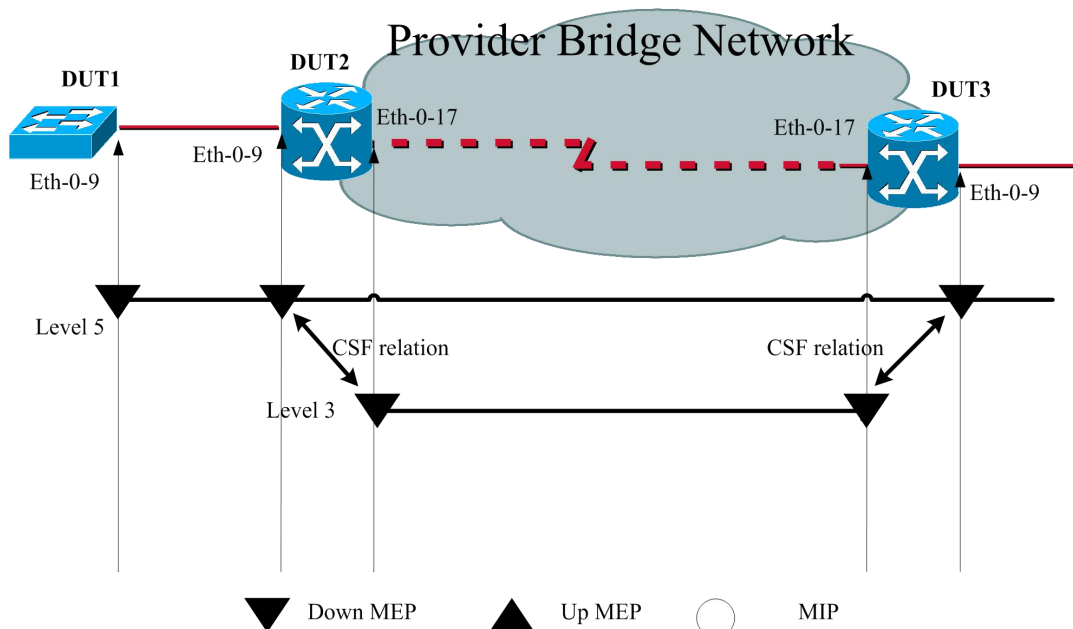 Provider Bridge Network
DUT1
DUT2
DUT3
Eth-0-17
Eth-0-17
Eth-0-9
Eth-0-9
Eth-0-9
Level 5
CSF relation
CSF relation
Level 3
Down MEP
Up MEP
MIP